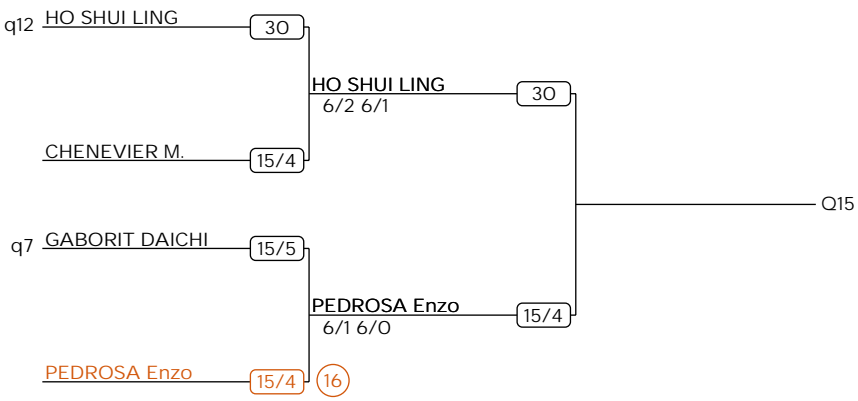 q12 HO SHUI LING 30
HO SHUI LING 30
6/2 6/1
CHENEVIER M. 15/4
Q15
q7 GABORIT DAICHI 15/5
PEDROSA Enzo 15/4
6/1 6/0
PEDROSA Enzo 15/4 16